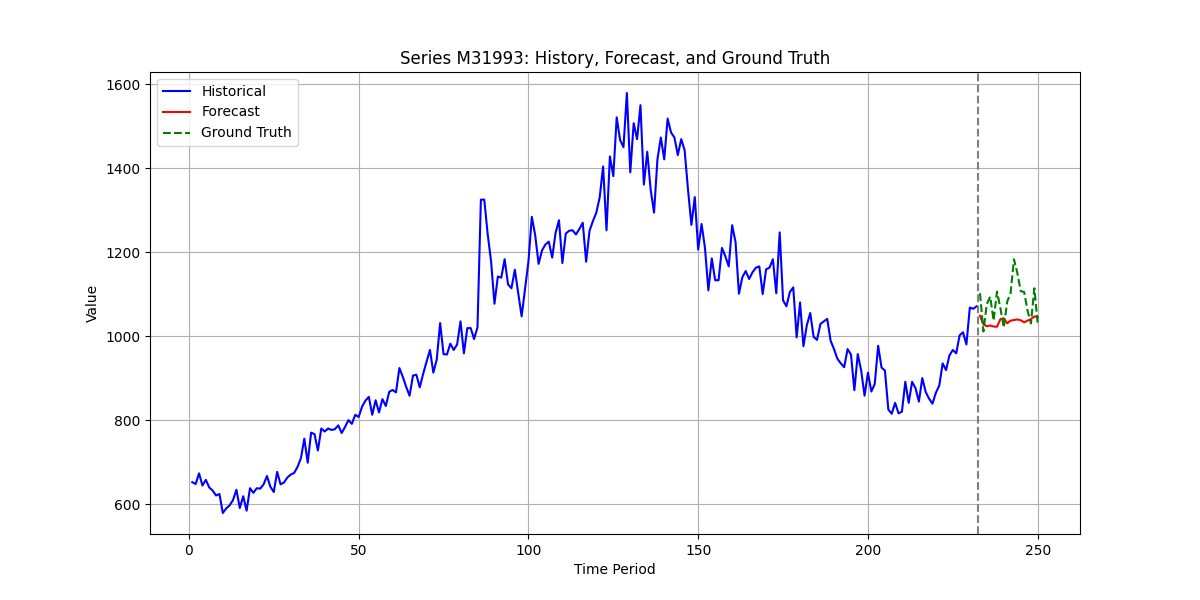 Series M31993: History, Forecast, and Ground Truth
Historical
Forecast
Ground Truth
1600
1400
1200
1000
800
600
Value
0 50 100 150 200 250
Time Period